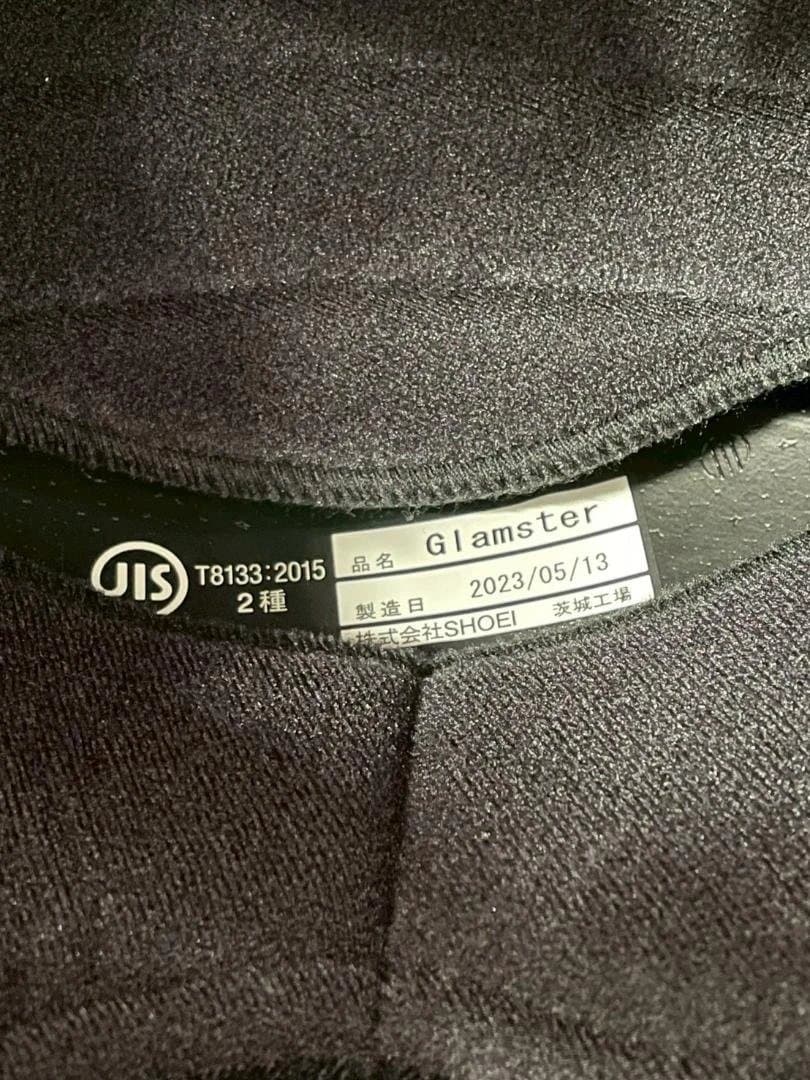 JIS
T8133:2015
2種
品名 Glamster
製造日 2023/05/13
株式会社SHOEI 茨城工場